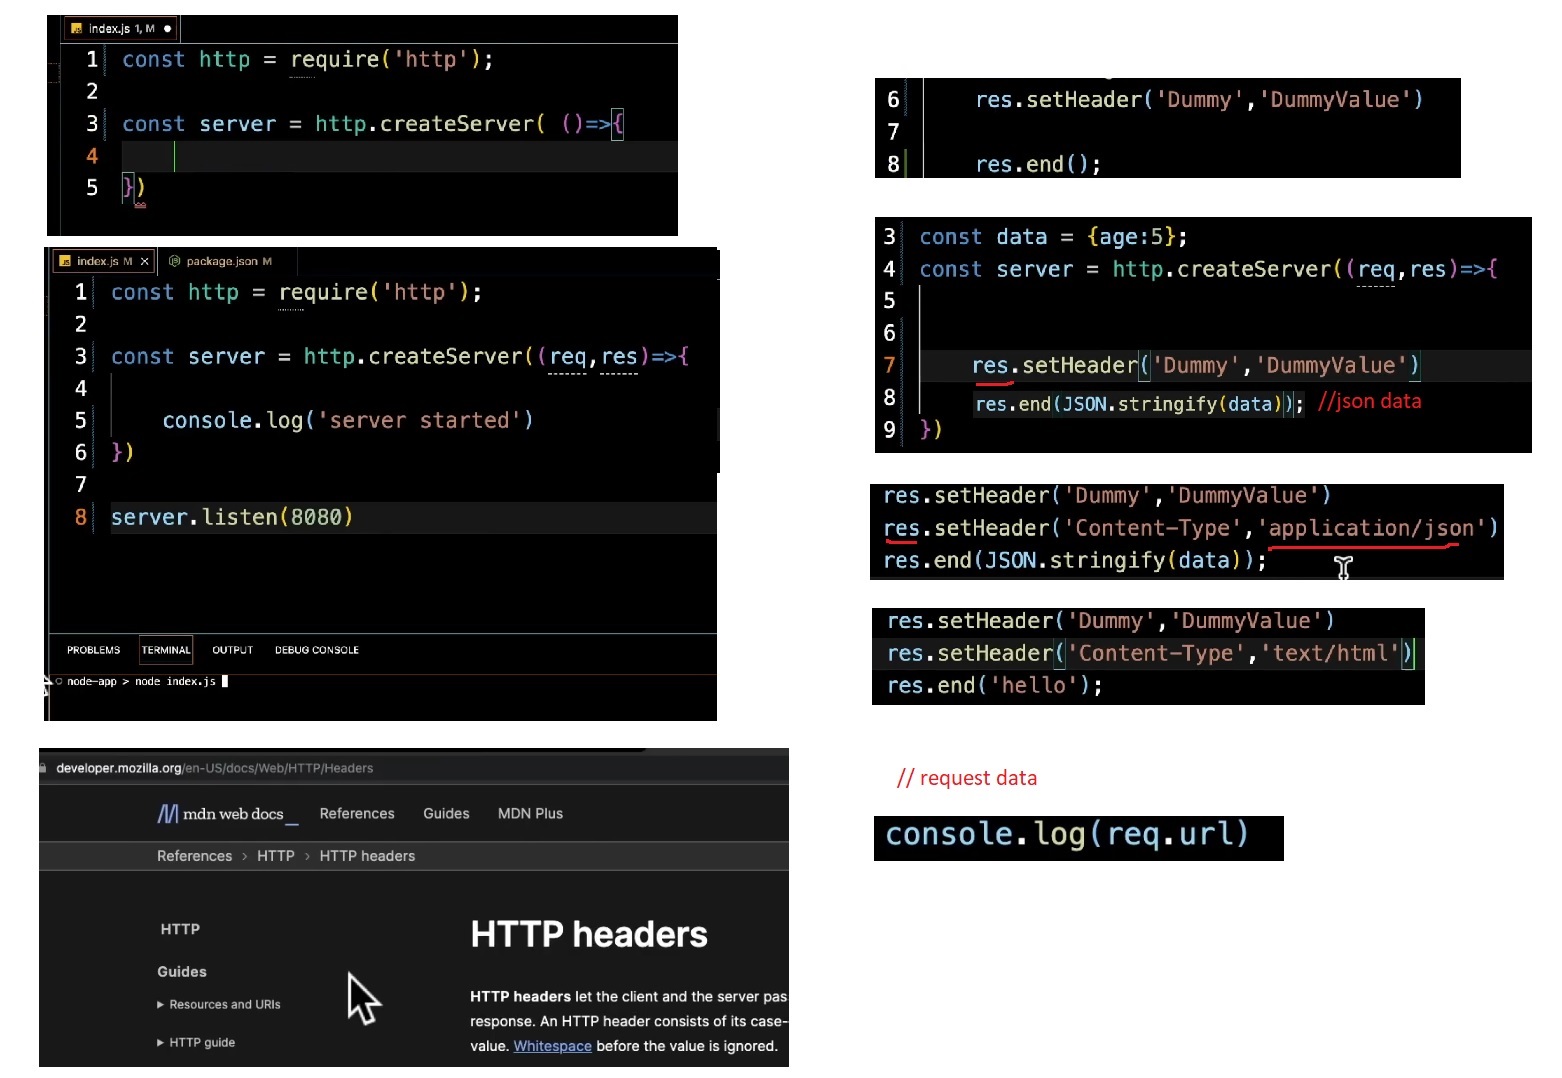 index.js 1, M ●
1 const http = require('http');
2
3 const server = http.createServer( ()=>{
4
5 })
index.js M × package.json M
1 const http = require('http');
2
3 const server = http.createServer((req,res)=>{
4
5 console.log('server started')
6 })
7
8 server.listen(8080)
PROBLEMS TERMINAL OUTPUT DEBUG CONSOLE
node-app > node index.js
developer.mozilla.org/en-US/docs/Web/HTTP/Headers
mdn web docs_ References Guides MDN Plus
References > HTTP > HTTP headers
HTTP
Guides
▸ Resources and URIs
▸ HTTP guide
HTTP headers
HTTP headers let the client and the server pas
response. An HTTP header consists of its case-
value. Whitespace before the value is ignored.
6 res.setHeader('Dummy','DummyValue')
7
8 res.end();
3 const data = {age:5};
4 const server = http.createServer((req,res)=>{
5
6
7 res.setHeader('Dummy','DummyValue')
8 res.end(JSON.stringify(data)); //json data
9 })
res.setHeader('Dummy','DummyValue')
res.setHeader('Content-Type','application/json')
res.end(JSON.stringify(data));
res.setHeader('Dummy','DummyValue')
res.setHeader('Content-Type','text/html')
res.end('hello');
// request data
console.log(req.url)